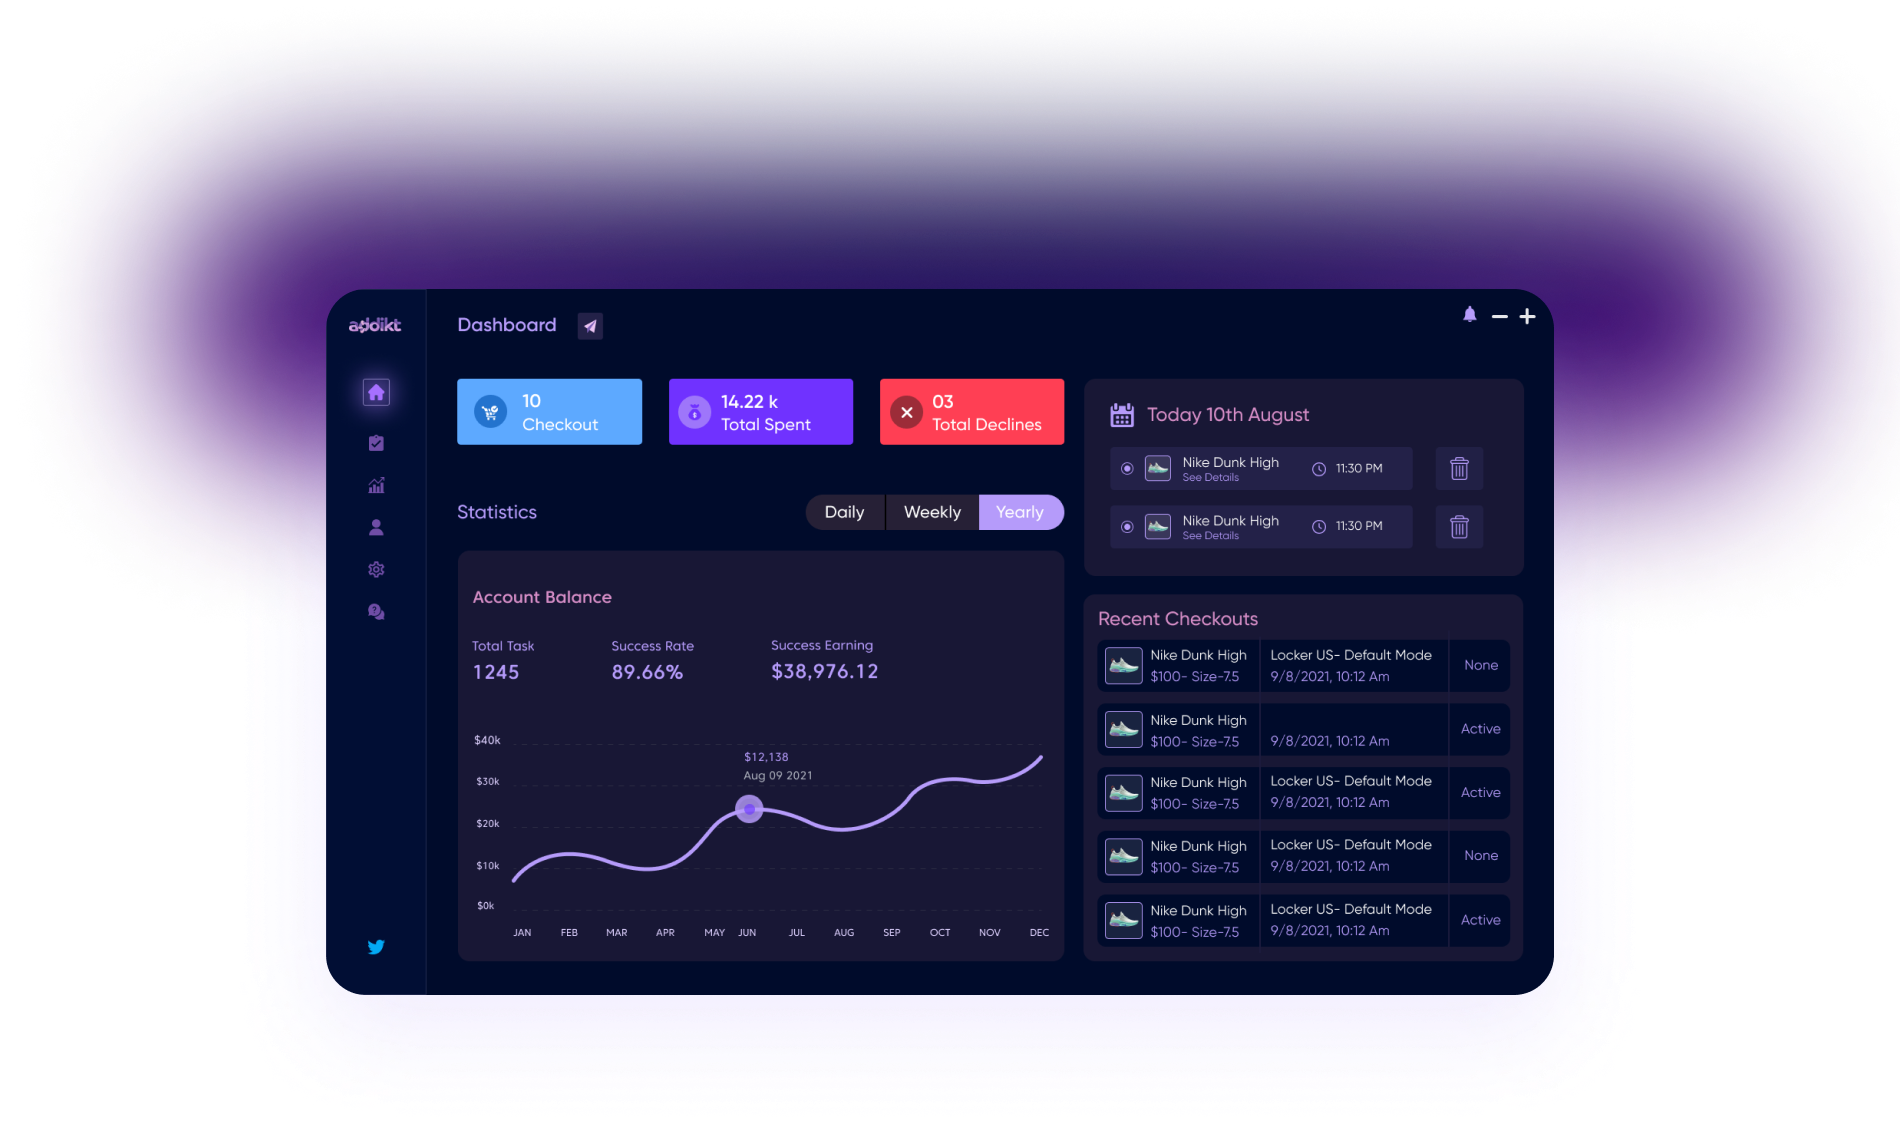 addikt
Dashboard
10
Checkout
14.22 k
Total Spent
03
Total Declines
Statistics
Daily
Weekly
Yearly
Account Balance
Total Task
1245
Success Rate
89.66%
Success Earning
$38,976.12
$40k
$30k
$20k
$10k
$0k
$12,138
Aug 09 2021
JAN FEB MAR APR MAY JUN JUL AUG SEP OCT NOV DEC
Today 10th August
Nike Dunk High
See Details
11:30 PM
Nike Dunk High
See Details
11:30 PM
Recent Checkouts
Nike Dunk High
$100- Size-7.5
Locker US- Default Mode
9/8/2021, 10:12 Am
None
Nike Dunk High
$100- Size-7.5
9/8/2021, 10:12 Am
Active
Nike Dunk High
$100- Size-7.5
Locker US- Default Mode
9/8/2021, 10:12 Am
Active
Nike Dunk High
$100- Size-7.5
Locker US- Default Mode
9/8/2021, 10:12 Am
None
Nike Dunk High
$100- Size-7.5
Locker US- Default Mode
9/8/2021, 10:12 Am
Active